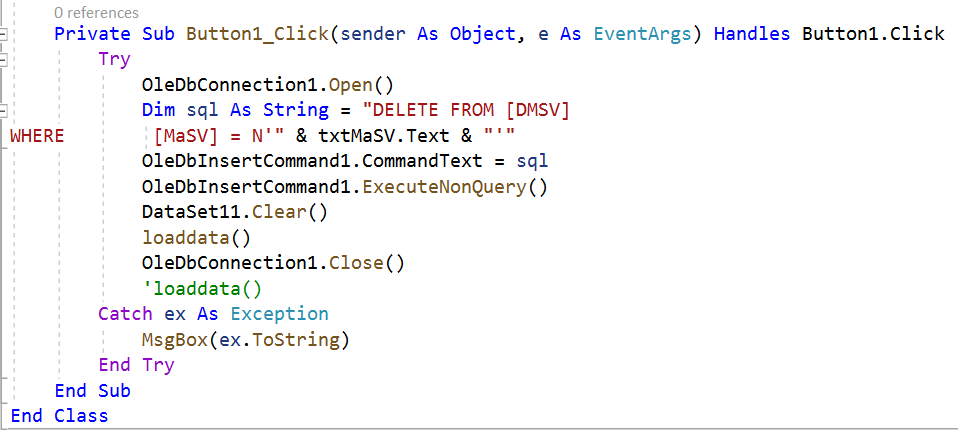 0 references
Private Sub Button1_Click(sender As Object, e As EventArgs) Handles Button1.Click
Try
OleDbConnection1.Open()
Dim sql As String = "DELETE FROM [DMSV]
WHERE [MaSV] = N'" & txtMaSV.Text & "'"
OleDbInsertCommand1.CommandText = sql
OleDbInsertCommand1.ExecuteNonQuery()
DataSet11.Clear()
loaddata()
OleDbConnection1.Close()
'loaddata()
Catch ex As Exception
MsgBox(ex.ToString)
End Try
End Sub
End Class